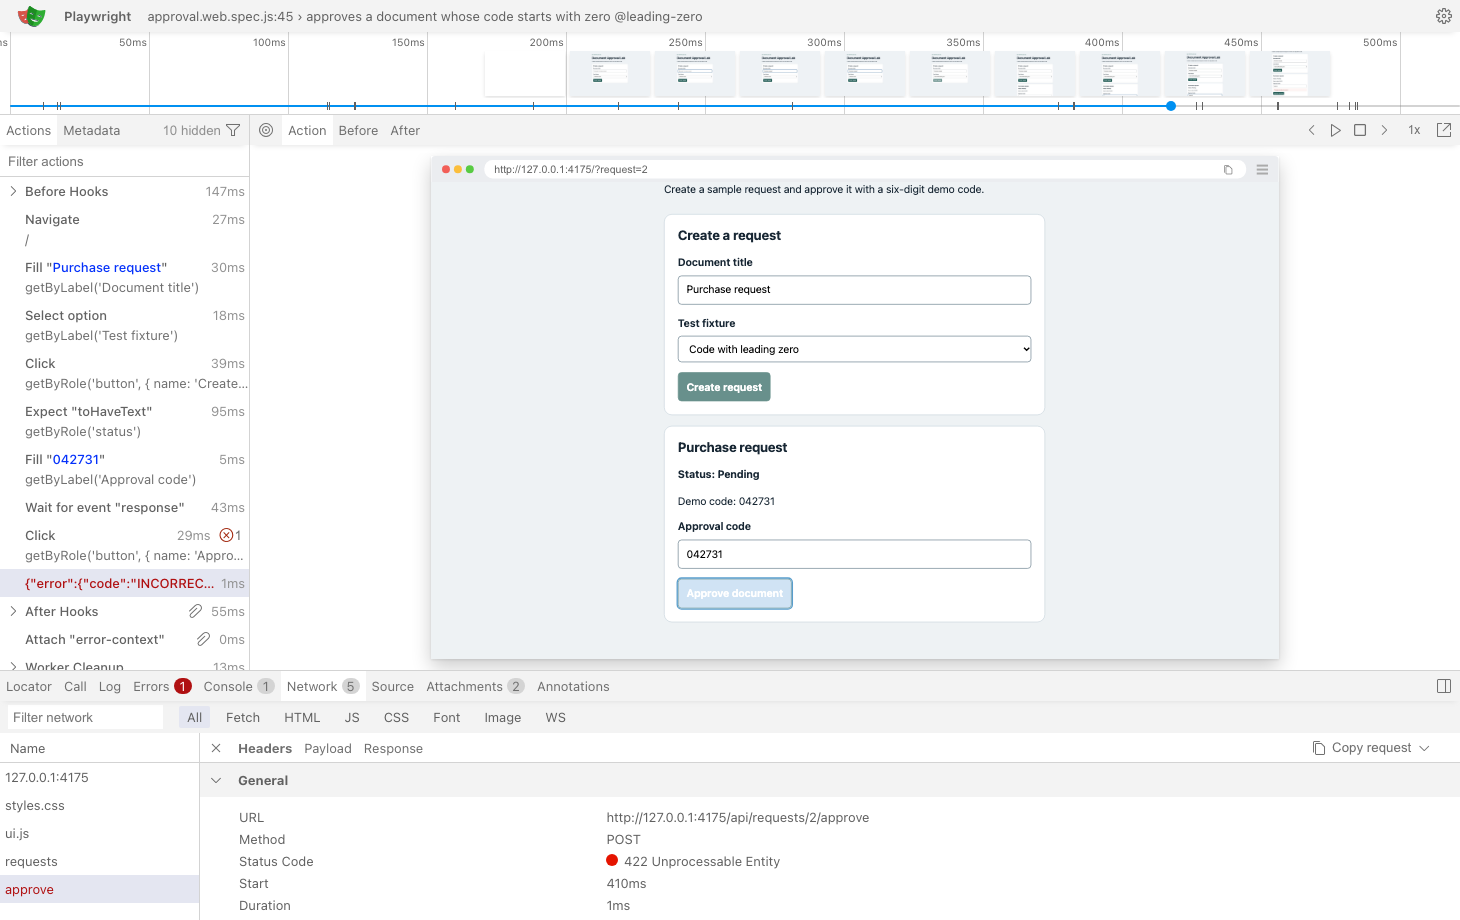 Playwright approval.web.spec.js:45 › approves a document whose code starts with zero @leading-zero
50ms 100ms 150ms 200ms 250ms 300ms 350ms 400ms 450ms 500ms
Actions Metadata 10 hidden
Action Before After
1x
Filter actions
Before Hooks 147ms
Navigate 27ms
/
Fill "Purchase request" 30ms
getByLabel('Document title')
Select option 18ms
getByLabel('Test fixture')
Click 39ms
getByRole('button', { name: 'Create...
Expect "toHaveText" 95ms
getByRole('status')
Fill "042731" 5ms
getByLabel('Approval code')
Wait for event "response" 43ms
Click 29ms 1
getByRole('button', { name: 'Appro...
{"error":{"code":"INCORREC... 1ms
After Hooks 55ms
Attach "error-context" 0ms
Worker Cleanup 13ms
http://127.0.0.1:4175/?request=2
Create a sample request and approve it with a six-digit demo code.
Create a request
Document title
Purchase request
Test fixture
Code with leading zero
Create request
Purchase request
Status: Pending
Demo code: 042731
Approval code
042731
Approve document
Locator Call Log Errors 1 Console 1 Network 5 Source Attachments 2 Annotations
Filter network All Fetch HTML JS CSS Font Image WS
Name
127.0.0.1:4175
styles.css
ui.js
requests
approve
Headers Payload Response Copy request
General
URL http://127.0.0.1:4175/api/requests/2/approve
Method POST
Status Code 422 Unprocessable Entity
Start 410ms
Duration 1ms